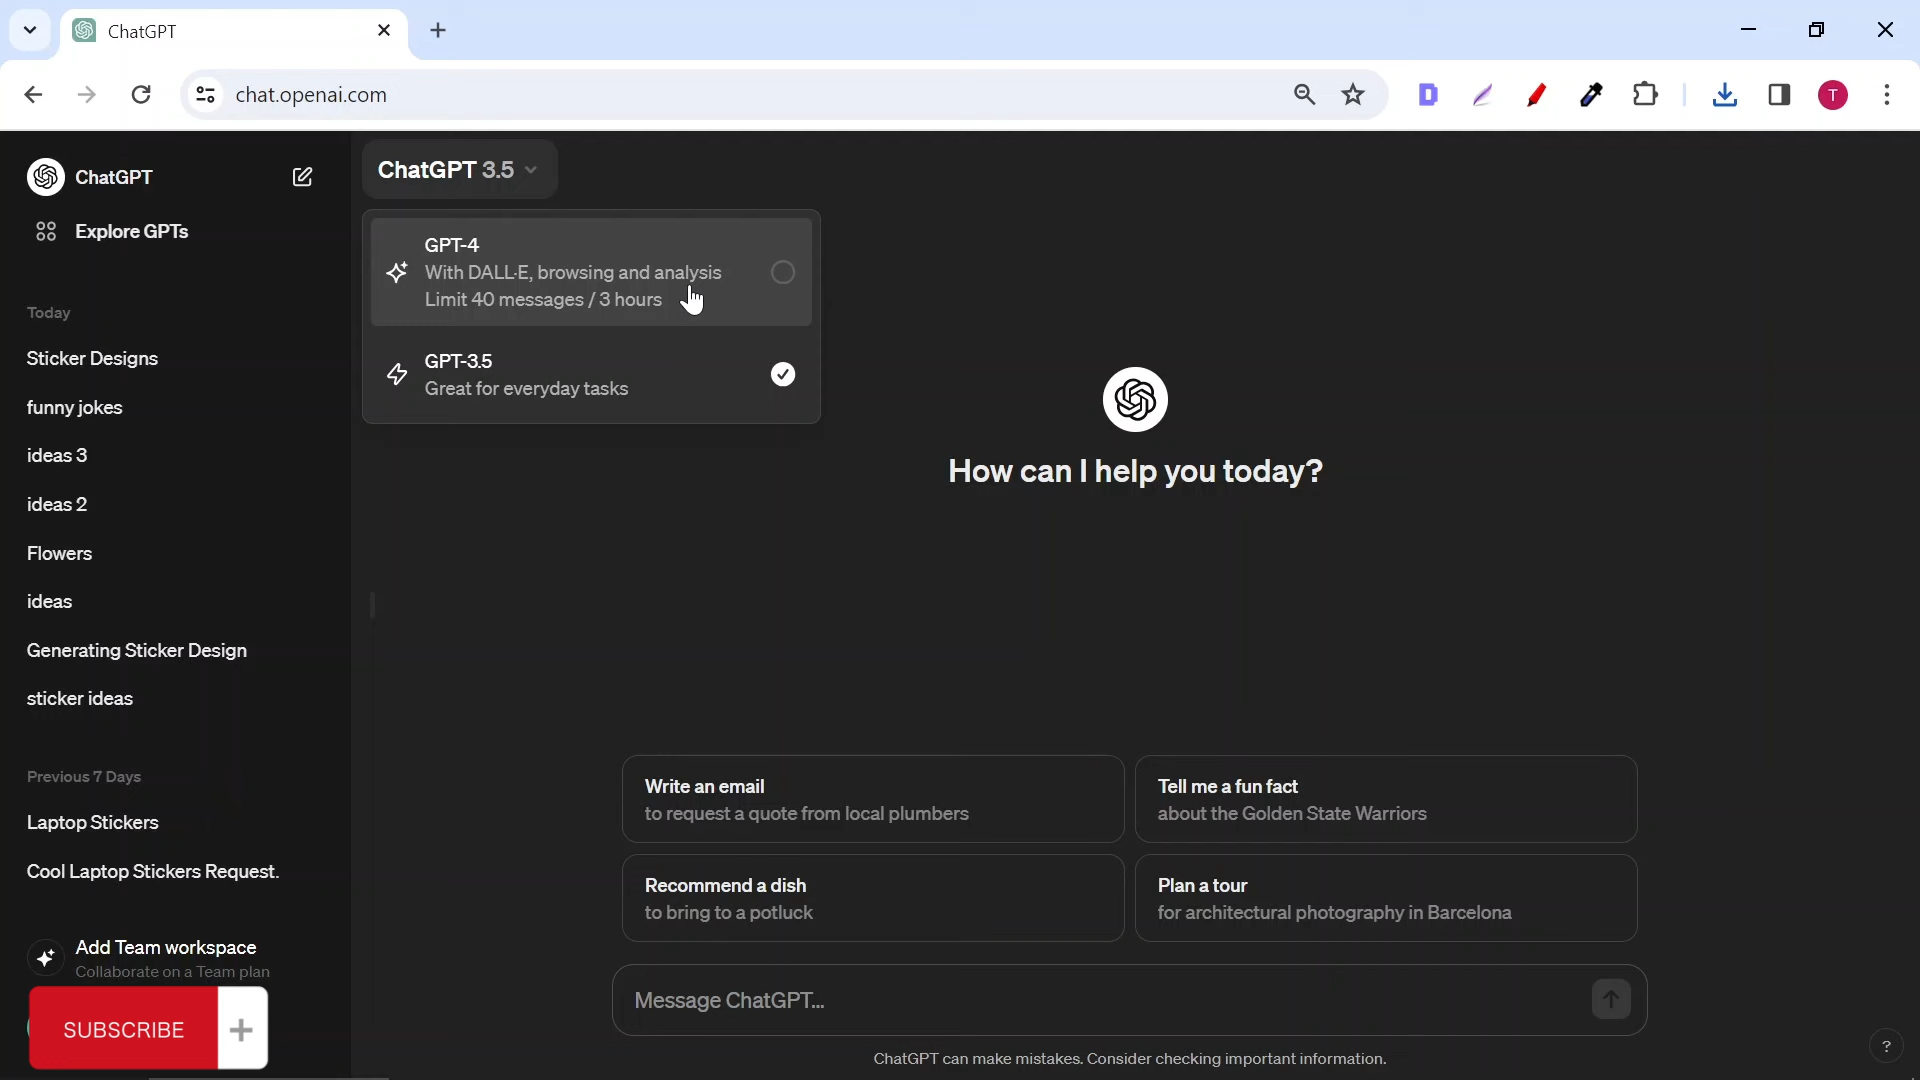 ChatGPT
chat.openai.com
D
T
ChatGPT
Explore GPTs
Today
Sticker Designs
funny jokes
ideas 3
ideas 2
Flowers
ideas
Generating Sticker Design
sticker ideas
Previous 7 Days
Laptop Stickers
Cool Laptop Stickers Request.
Add Team workspace
Collaborate on a Team plan
SUBSCRIBE +
ChatGPT 3.5
GPT-4
With DALL·E, browsing and analysis
Limit 40 messages / 3 hours
GPT-3.5
Great for everyday tasks
How can I help you today?
Write an email
to request a quote from local plumbers
Tell me a fun fact
about the Golden State Warriors
Recommend a dish
to bring to a potluck
Plan a tour
for architectural photography in Barcelona
Message ChatGPT...
ChatGPT can make mistakes. Consider checking important information.
?